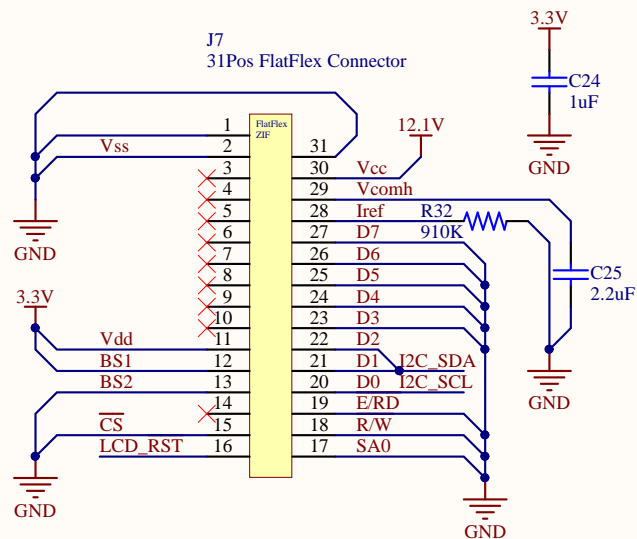 J7
31Pos FlatFlex Connector
3.3V
C24
1uF
GND
FlatFlex
ZIF
12.1V
1
Vss 2
3
4
5
6
7
8
9
10
Vdd 11
BS1 12
BS2 13
14
CS 15
LCD_RST 16
31
30 Vcc
29 Vcomh
28 Iref R32
27 D7 910K
26 D6
25 D5
24 D4
23 D3
22 D2
21 D1 I2C_SDA
20 D0 I2C_SCL
19 E/RD
18 R/W
17 SA0
GND
3.3V
GND
C25
2.2uF
GND
GND